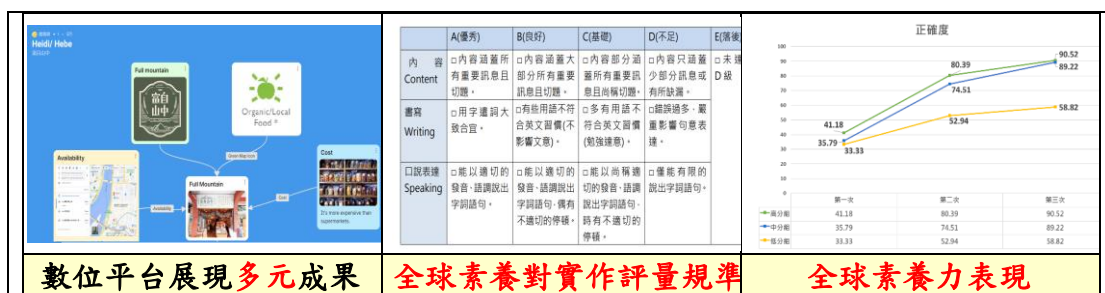 Heidi/ Hebe
Full mountain
富自
山中
Organic/Local
Food
Availability
Cost
Full Mountain
Availability
Cost
It's more expensive than
supermarkets.
數位平台展現多元成果
A(優秀) B(良好) C(基礎) D(不足) E(落後
內 容
Content
□內容涵蓋所
有重要訊息且
切題。
□內容涵蓋大
部分所有重要
訊息且切題。
□內容部分涵
蓋所有重要訊
息且尚稱切題。
□內容只涵蓋
少部分訊息或
有所缺漏。
□未達
D級
書寫
Writing
□用字遣詞大
致合宜。
□有些用語不符
合英文習慣(不
影響文意)。
□多有用語不
符合英文習慣
(勉強達意)。
□錯誤過多，嚴
重影響句意表
達。
口說表達
Speaking
□能以適切的
發音、語調說出
字詞語句。
□能以適切的
發音、語調說出
字詞語句，偶有
不適切的停頓。
□能以尚稱適
切的發音、語調
說出字詞語句，
時有不適切的
停頓。
□僅能有限的
說出字詞語句。
全球素養對實作評量規準
正確度
100
90
80
70
60
50
40
30
20
10
0
41.18
80.39
90.52
35.79
74.51
89.22
33.33
52.94
58.82
第一次 第二次 第三次
高分組 41.18 80.39 90.52
中分組 35.79 74.51 89.22
低分組 33.33 52.94 58.82
全球素養力表現